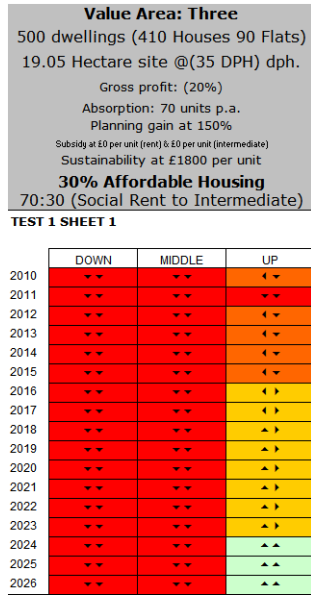 Value Area: Three
500 dwellings (410 Houses 90 Flats)
19.05 Hectare site @(35 DPH) dph.
Gross profit: (20%)
Absorption: 70 units p.a.
Planning gain at 150%
Subsidy at £0 per unit (rent) & £0 per unit (intermediate)
Sustainability at £1800 per unit
30% Affordable Housing
70:30 (Social Rent to Intermediate)
TEST 1 SHEET 1
DOWN MIDDLE UP
2010
2011
2012
2013
2014
2015
2016
2017
2018
2019
2020
2021
2022
2023
2024
2025
2026